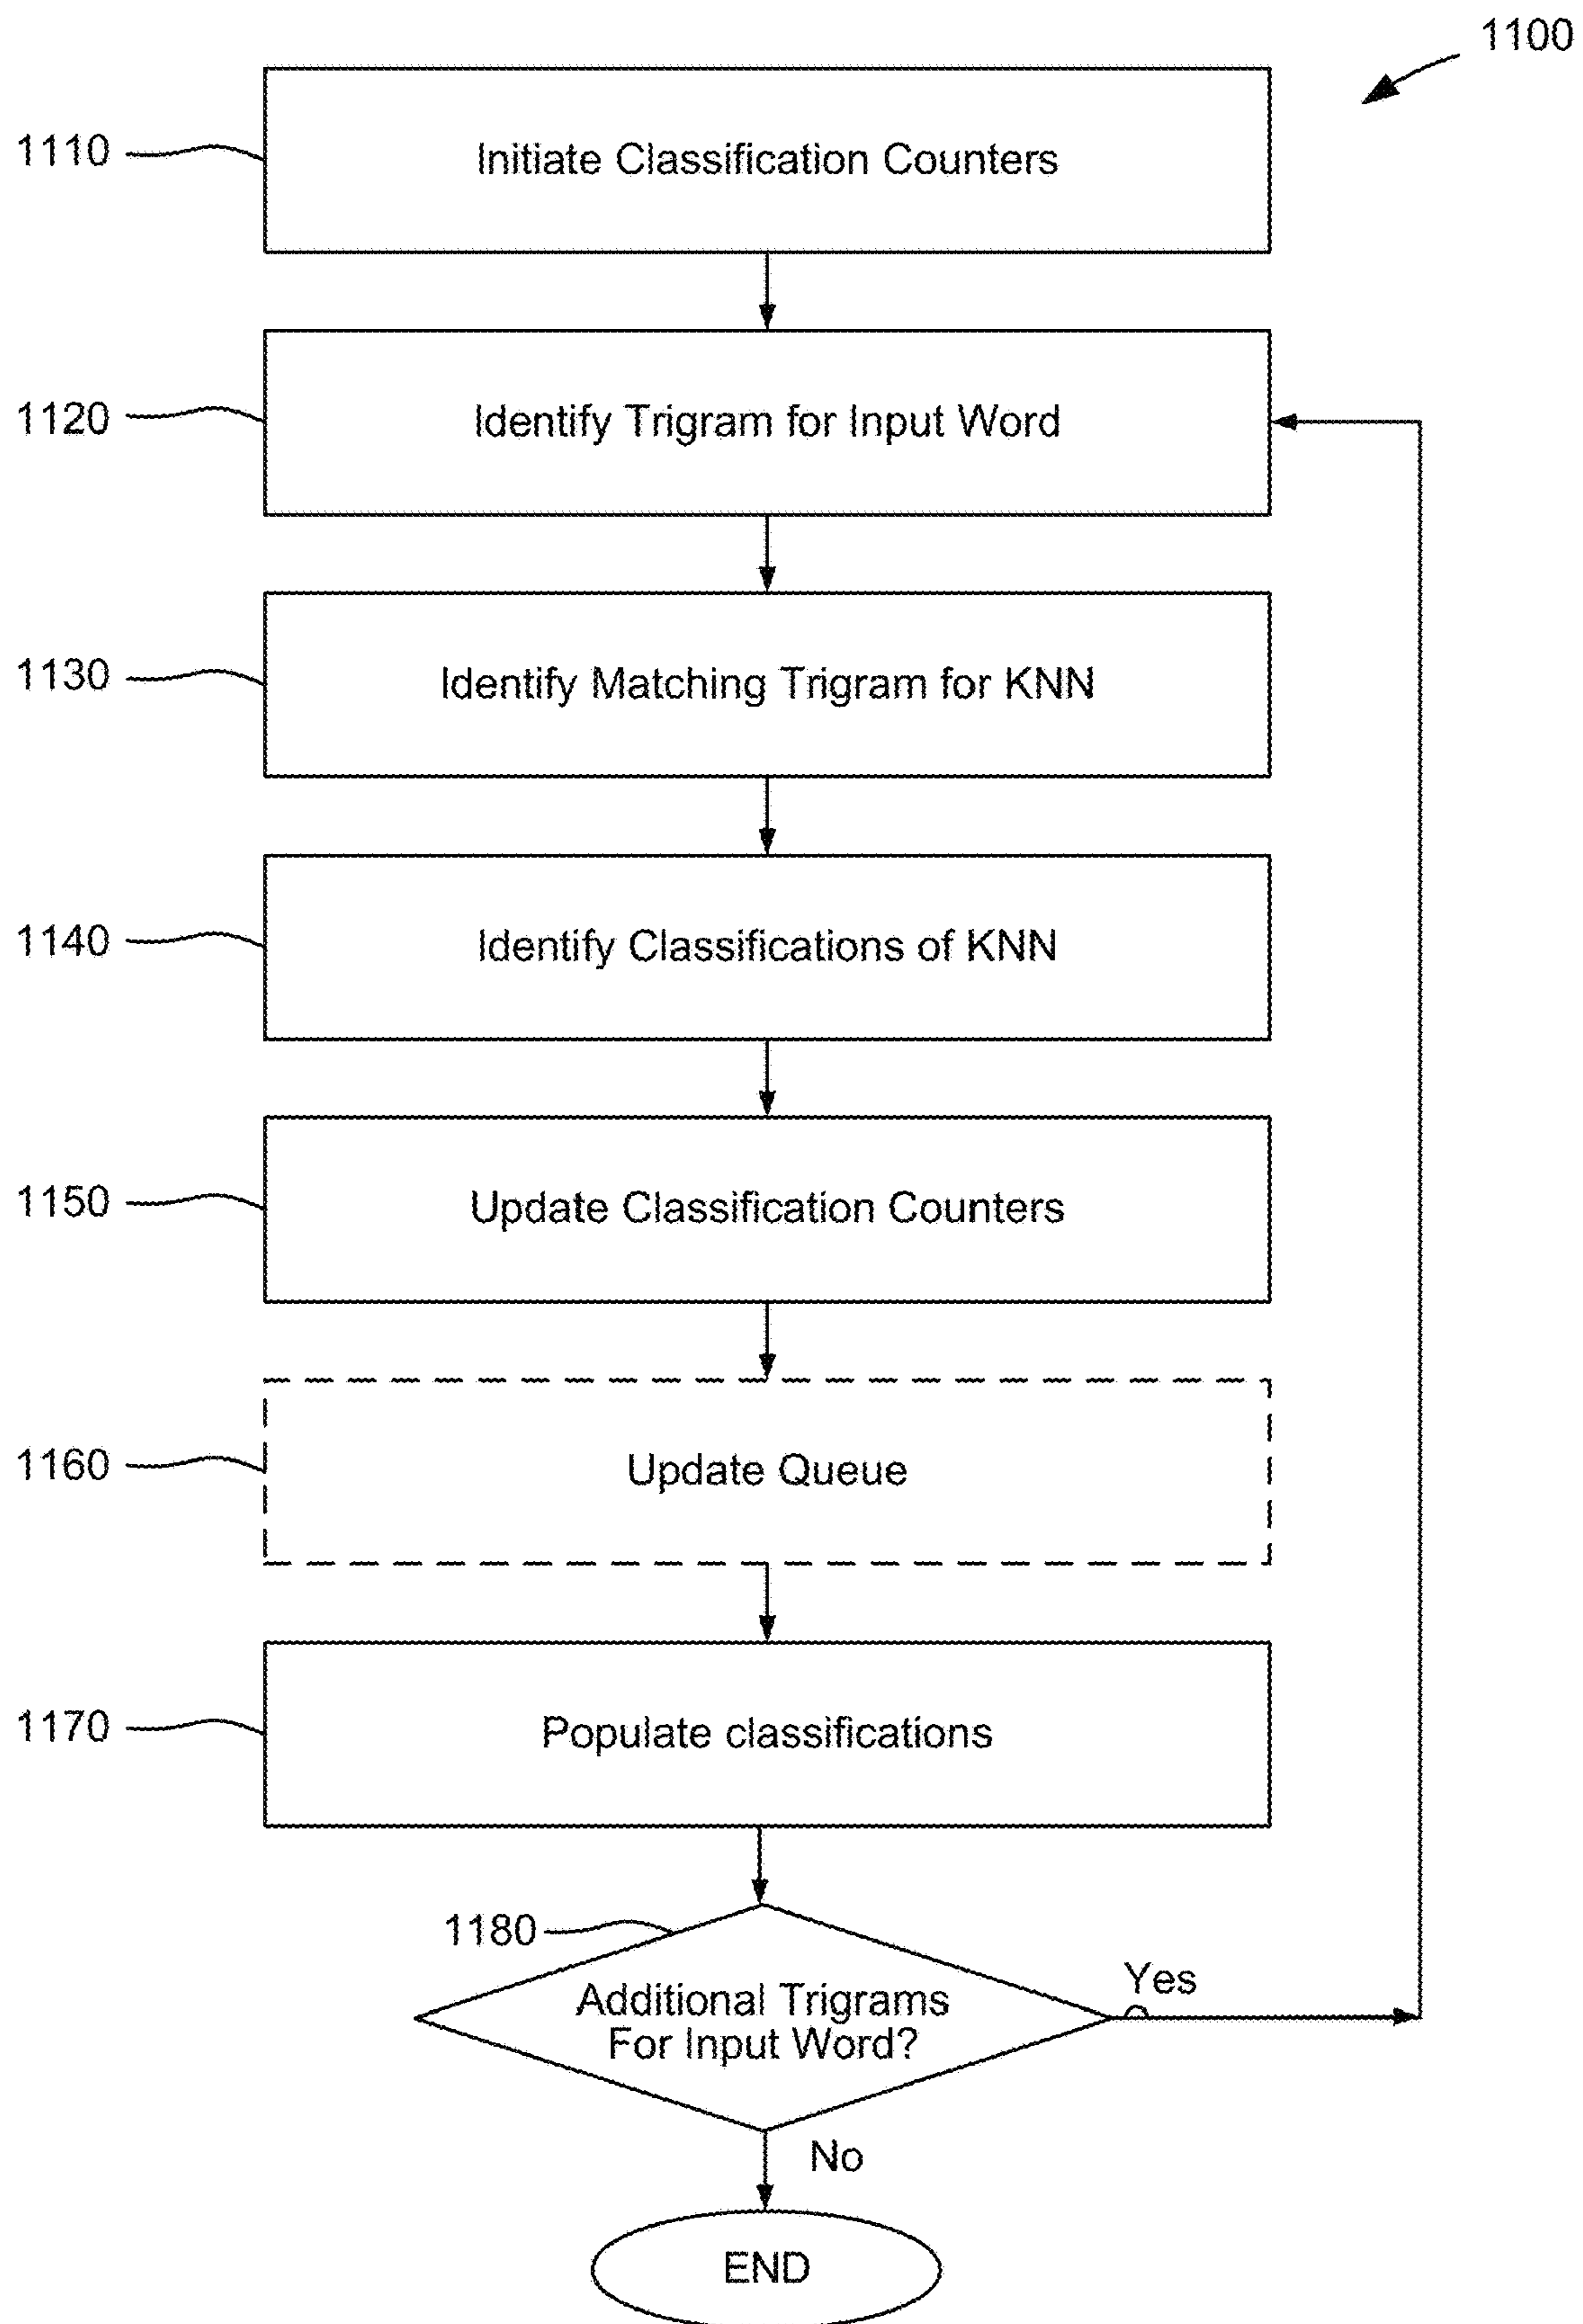 1100
1110
Initiate Classification Counters
1120
Identify Trigram for Input Word
1130
Identify Matching Trigram for KNN
1140
Identify Classifications of KNN
1150
Update Classification Counters
1160
Update Queue
1170
Populate classifications
1180
Additional Trigrams
For Input Word?
Yes
No
END